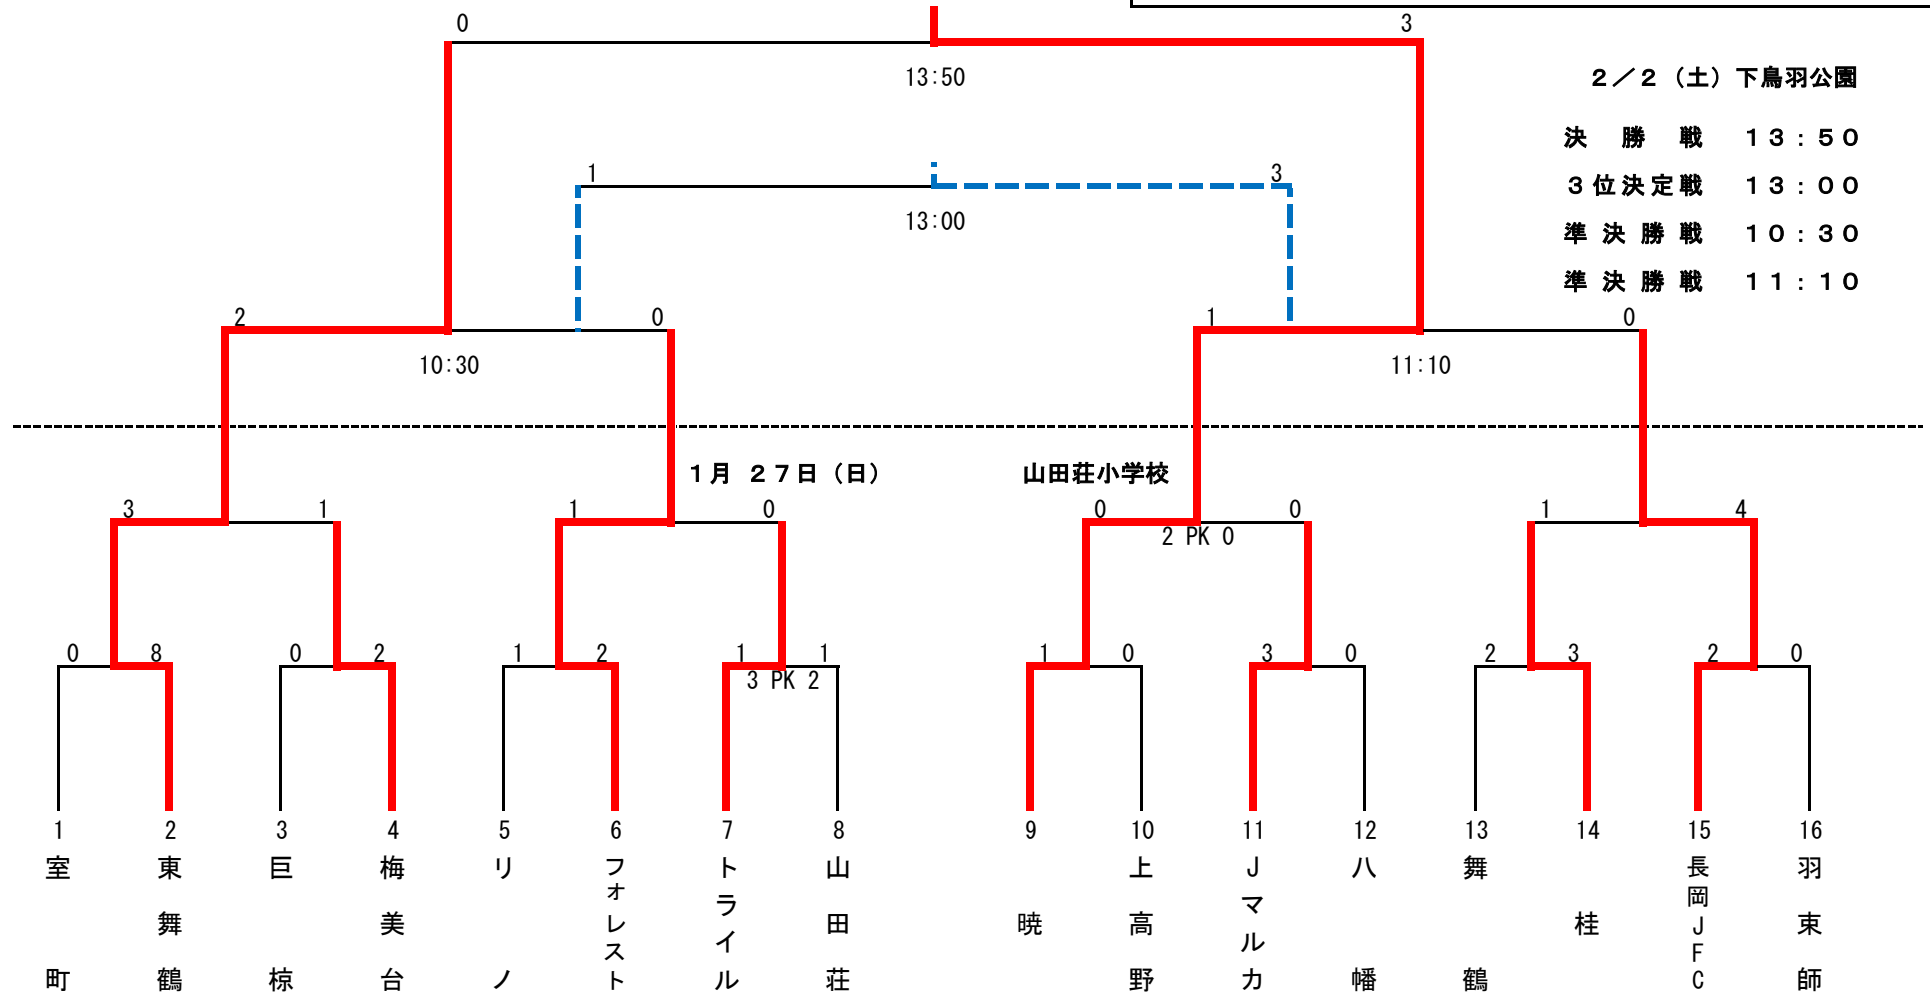 0 3
13:50
2／2（土）下鳥羽公園
決勝戦 13：50
1 3
3位決定戦 13：00
13:00
準決勝戦 10：30
準決勝戦 11：10
2 0 1 0
10:30 11:10
1月 27日（日） 山田荘小学校
3 1 1 0 0 0 1 4
2 PK 0
0 8 0 2 1 2 1 1 1 0 3 0 2 3 2 0
3 PK 2
1 2 3 4 5 6 7 8 9 10 11 12 13 14 15 16
室町
東舞鶴
巨椋
梅美台
リノ
フォレスト
トライル
山田荘
暁
上高野
Jマルカ
八幡
舞鶴
桂
長岡JFC
羽束師